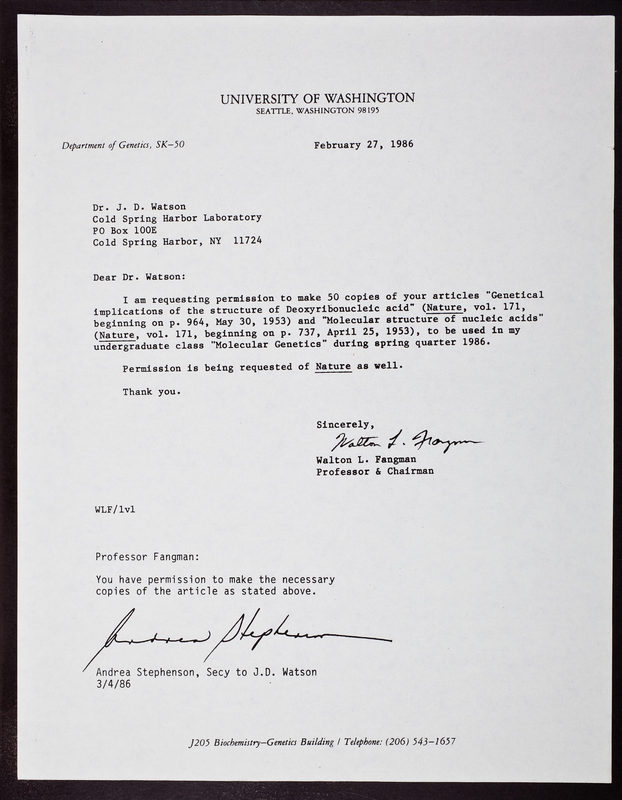 UNIVERSITY OF WASHINGTON
SEATTLE, WASHINGTON 98195
Department of Genetics, SK-50
February 27, 1986
Dr. J. D. Watson
Cold Spring Harbor Laboratory
PO Box 100E
Cold Spring Harbor, NY 11724
Dear Dr. Watson:
I am requesting permission to make 50 copies of your articles "Genetical
implications of the structure of Deoxyribonucleic acid" (Nature, vol. 171,
beginning on p. 964, May 30, 1953) and "Molecular structure of nucleic acids"
(Nature, vol. 171, beginning on p. 737, April 25, 1953), to be used in my
undergraduate class "Molecular Genetics" during spring quarter 1986.
Permission is being requested of Nature as well.
Thank you.
Sincerely,
Walton L. Fangman
Walton L. Fangman
Professor & Chairman
WLF/lvl
Professor Fangman:
You have permission to make the necessary
copies of the article as stated above.
Andrea Stephenson
Andrea Stephenson, Secy to J.D. Watson
3/4/86
J205 Biochemistry-Genetics Building / Telephone: (206) 543-1657